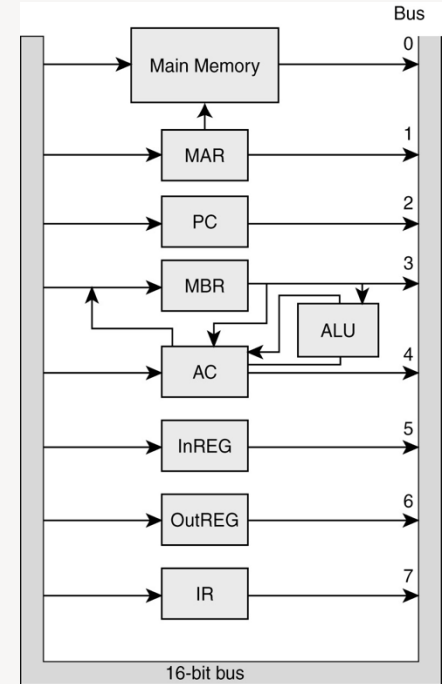 Bus
0
Main Memory
1
MAR
2
PC
3
MBR
ALU
4
AC
5
InREG
6
OutREG
7
IR
16-bit bus